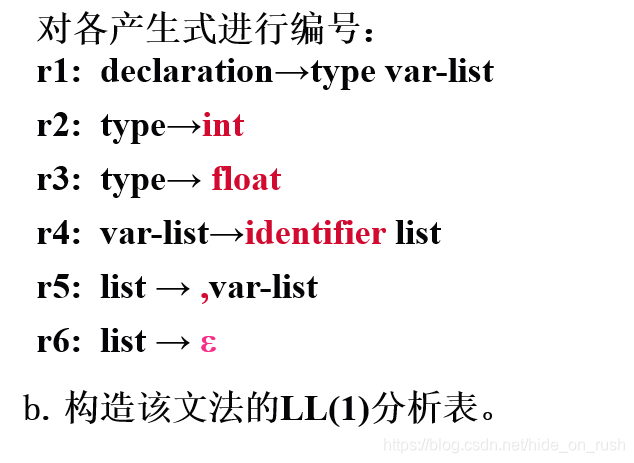 对各产生式进行编号：
r1: declaration→type var-list
r2: type→int
r3: type→ float
r4: var-list→identifier list
r5: list → ,var-list
r6: list → ε
b. 构造该文法的LL(1)分析表。
https://blog.csdn.net/hide_on_rush